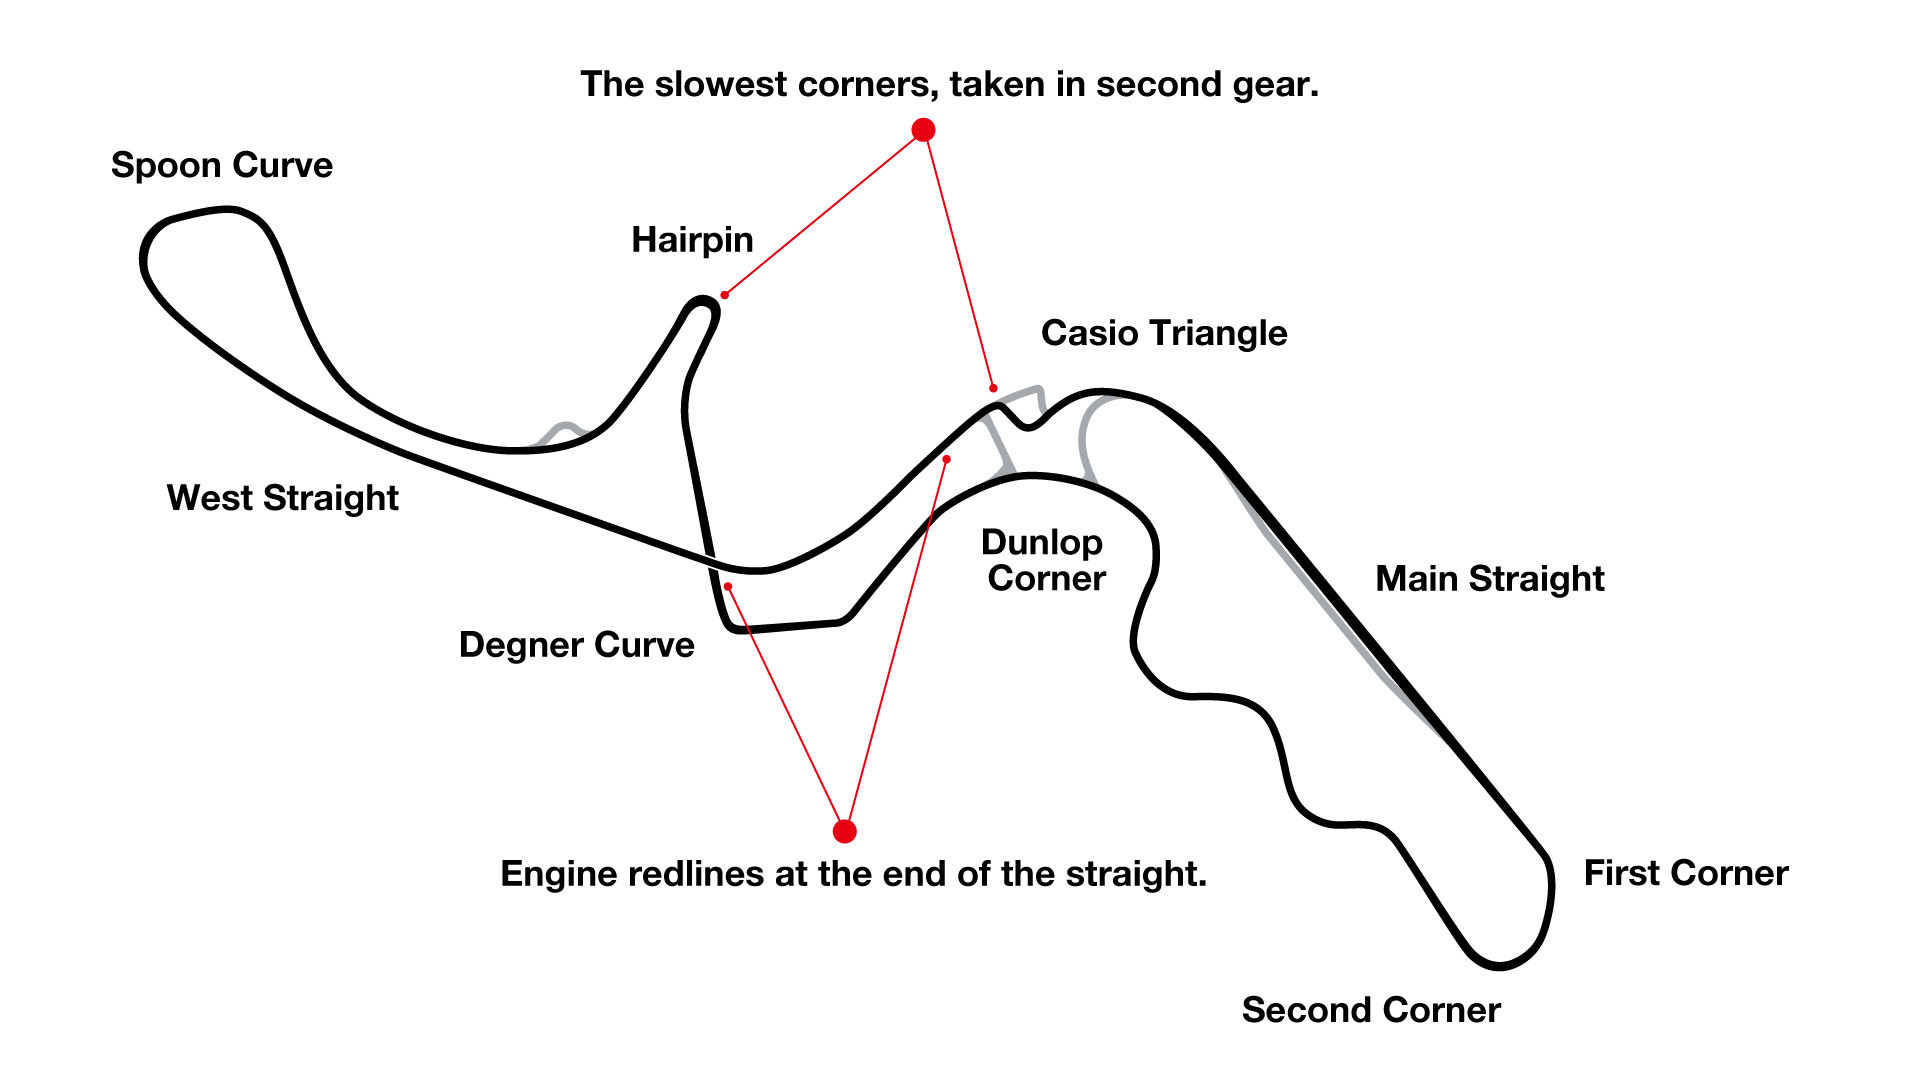 The slowest corners, taken in second gear.
Spoon Curve
Hairpin
Casio Triangle
West Straight
Dunlop
Corner
Main Straight
Degner Curve
Engine redlines at the end of the straight.
First Corner
Second Corner